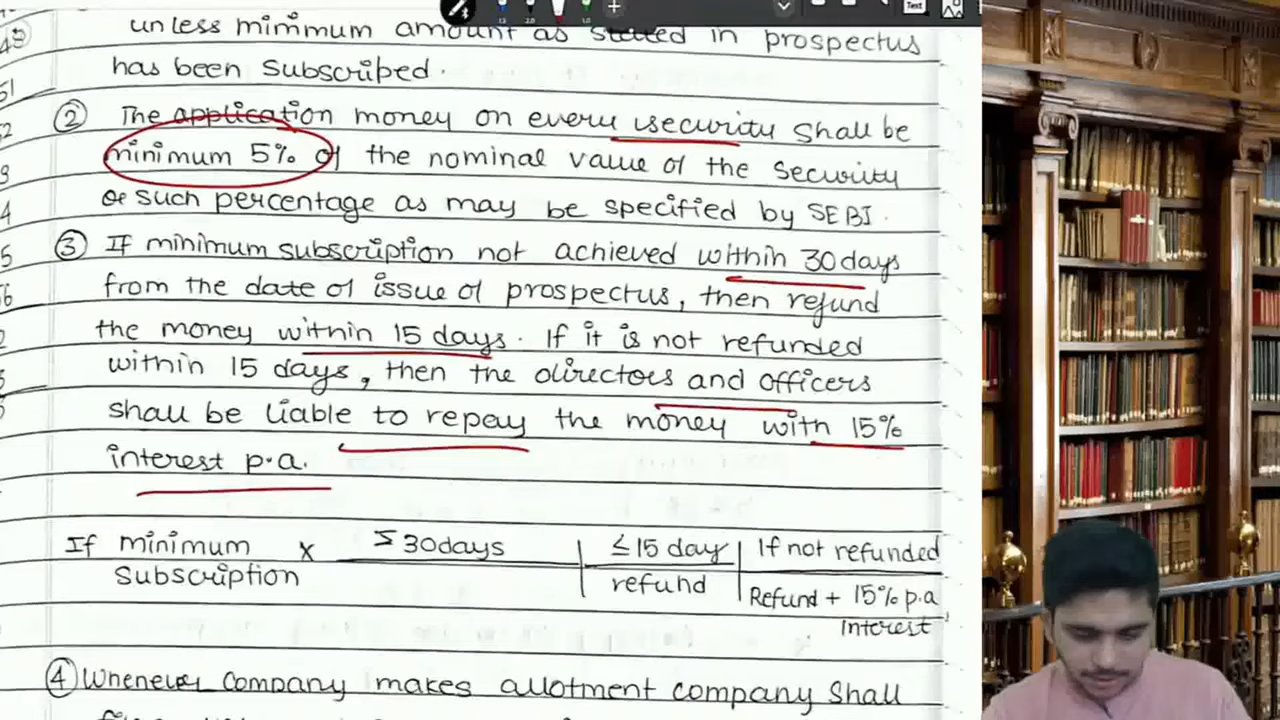 unless minimum amount as stated in prospectus
has been subscribed.
② The application money on every security shall be
minimum 5% of the nominal value of the security
or such percentage as may be specified by SEBI.
③ If minimum subscription not achieved within 30 days
from the date of issue of prospectus, then refund
the money within 15 days. If it is not refunded
within 15 days, then the directors and officers
shall be liable to repay the money with 15%
interest p.a.
If minimum subscription x ≤ 30 days | ≤ 15 day refund | If not refunded Refund + 15% p.a interest
④ Whenever company makes allotment company shall
Text